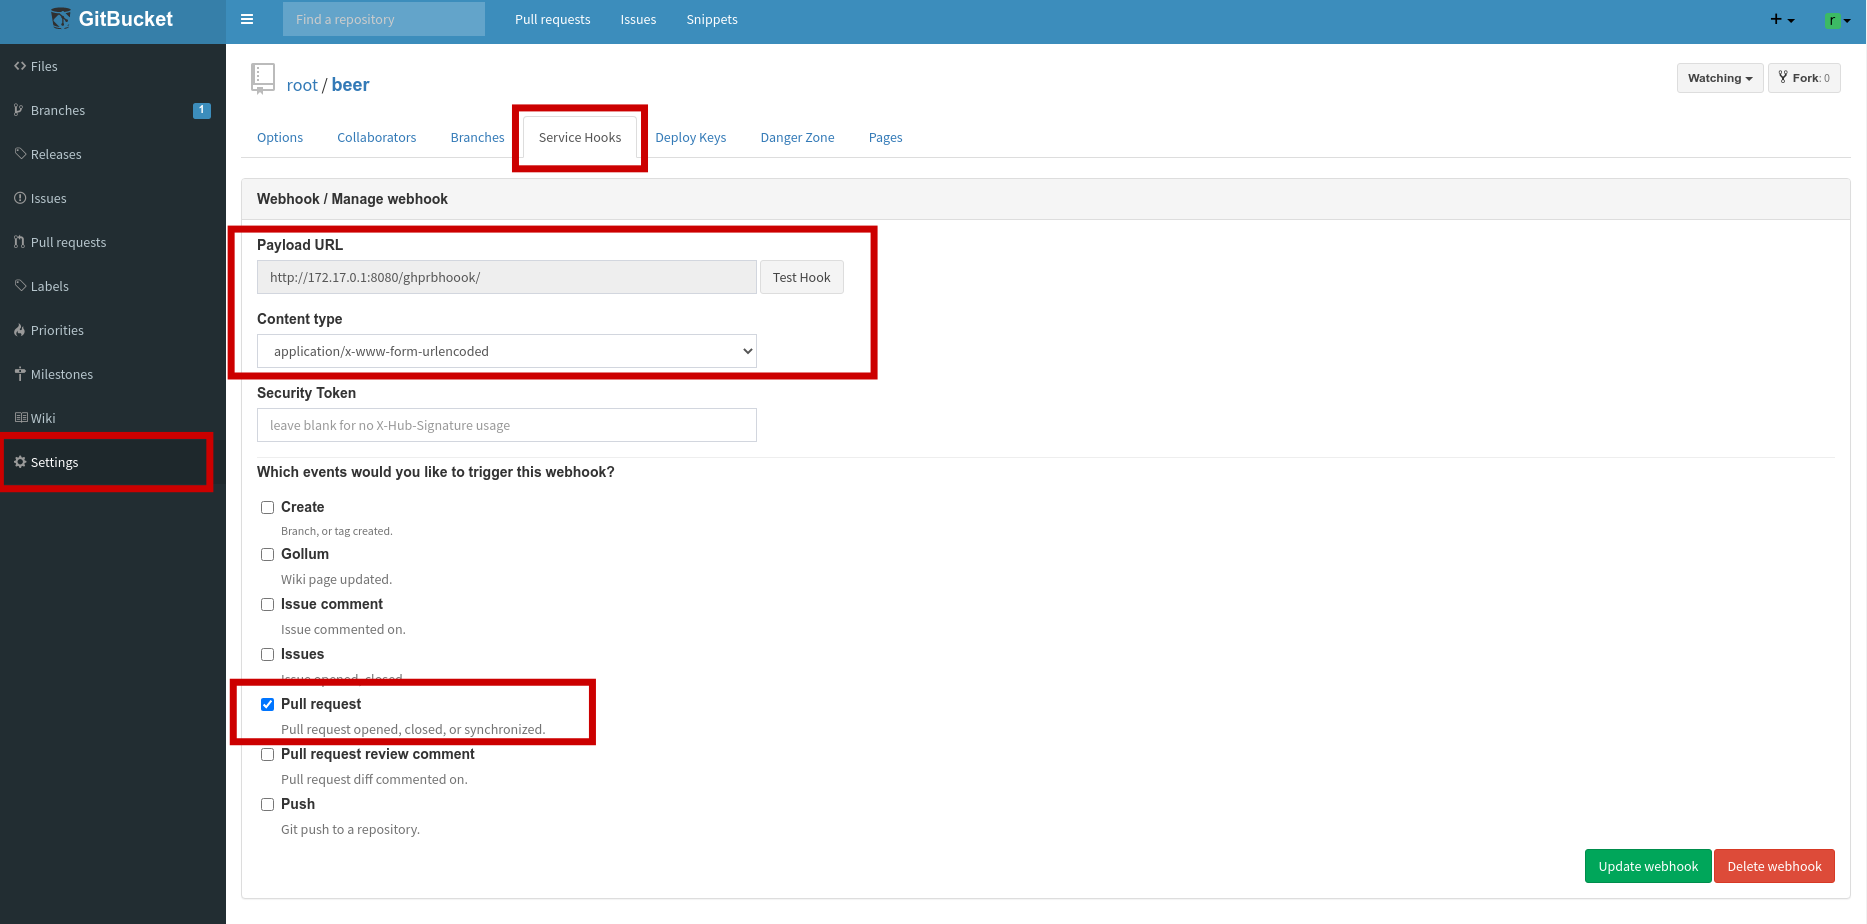 GitBucket
Find a repository
Pull requests
Issues
Snippets
r
Files
Branches
1
Releases
Issues
Pull requests
Labels
Priorities
Milestones
Wiki
Settings
root / beer
Watching
Fork: 0
Options
Collaborators
Branches
Service Hooks
Deploy Keys
Danger Zone
Pages
Webhook / Manage webhook
Payload URL
http://172.17.0.1:8080/ghprbhoook/
Test Hook
Content type
application/x-www-form-urlencoded
Security Token
leave blank for no X-Hub-Signature usage
Which events would you like to trigger this webhook?
Create
Branch, or tag created.
Gollum
Wiki page updated.
Issue comment
Issue commented on.
Issues
Issue opened, closed
Pull request
Pull request opened, closed, or synchronized.
Pull request review comment
Pull request diff commented on.
Push
Git push to a repository.
Update webhook
Delete webhook